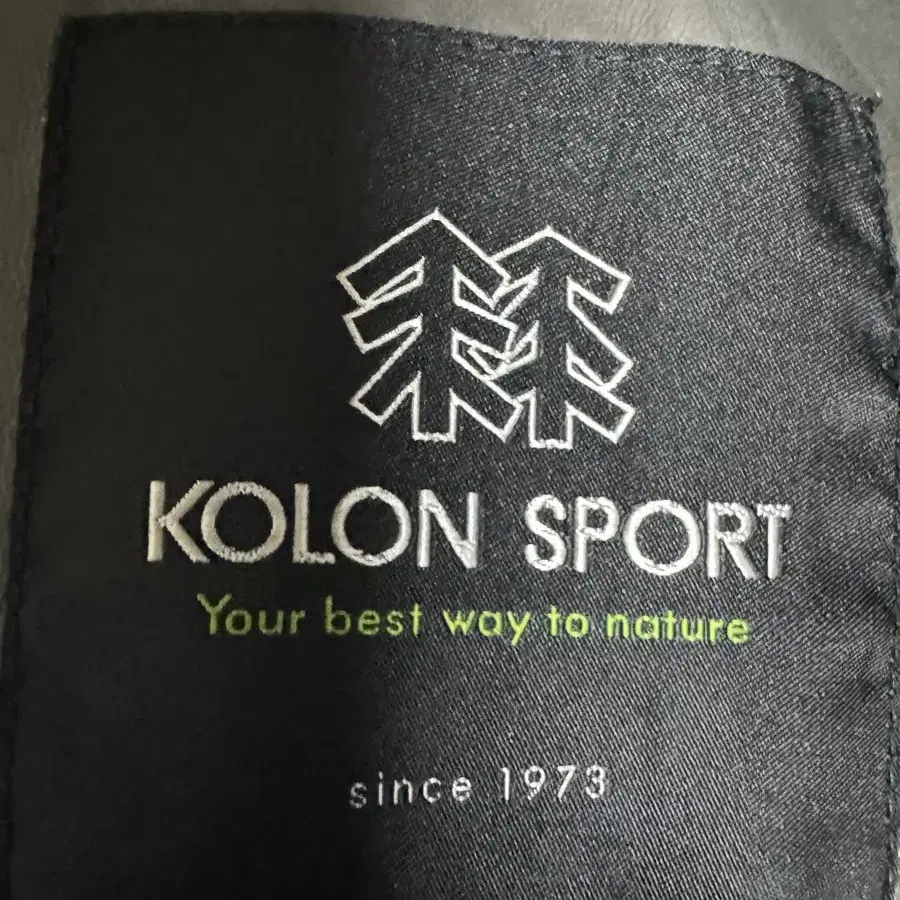 KOLON SPORT
Your best way to nature
since 1973